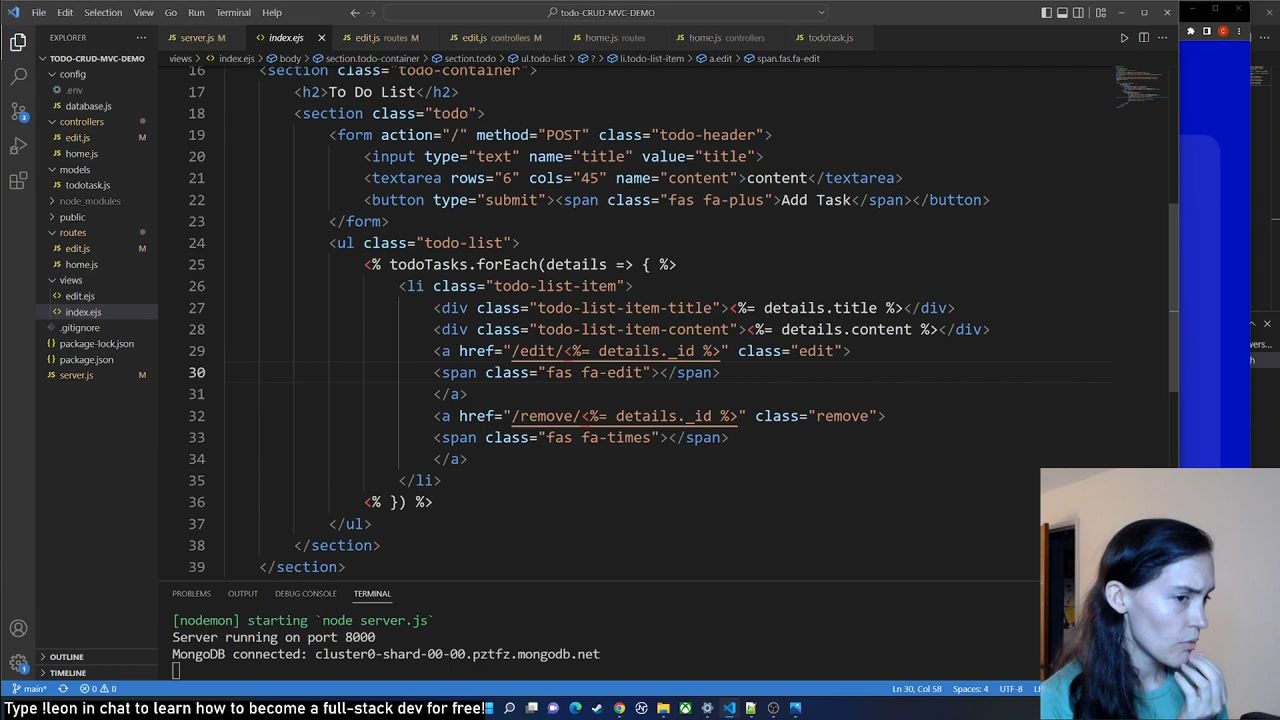 File Edit Selection View Go Run Terminal Help
todo-CRUD-MVC-DEMO
EXPLORER
server.js M
index.ejs
edit.js routes M
edit.js controllers M
home.js routes
home.js controllers
todotask.js
views > index.ejs > body > section.todo-container > section.todo > ul.todo-list > ? > li.todo-list-item > a.edit > span.fas.fa-edit
TODO-CRUD-MVC-DEMO
config
.env
database.js
controllers
edit.js M
home.js
models
todotask.js
node_modules
public
routes
edit.js M
home.js
views
edit.ejs
index.ejs
.gitignore
package-lock.json
package.json
server.js M
OUTLINE
TIMELINE
16 <section class="todo-container">
17 <h2>To Do List</h2>
18 <section class="todo">
19 <form action="/" method="POST" class="todo-header">
20 <input type="text" name="title" value="title">
21 <textarea rows="6" cols="45" name="content">content</textarea>
22 <button type="submit"><span class="fas fa-plus">Add Task</span></button>
23 </form>
24 <ul class="todo-list">
25 <% todoTasks.forEach(details => { %>
26 <li class="todo-list-item">
27 <div class="todo-list-item-title"><%= details.title %></div>
28 <div class="todo-list-item-content"><%= details.content %></div>
29 <a href="/edit/<%= details._id %>" class="edit">
30 <span class="fas fa-edit"></span>
31 </a>
32 <a href="/remove/<%= details._id %>" class="remove">
33 <span class="fas fa-times"></span>
34 </a>
35 </li>
36 <% }) %>
37 </ul>
38 </section>
39 </section>
PROBLEMS OUTPUT DEBUG CONSOLE TERMINAL
[nodemon] starting `node server.js`
Server running on port 8000
MongoDB connected: cluster0-shard-00-00.pztfz.mongodb.net
main* 0 0 Ln 30, Col 58 Spaces: 4 UTF-8
Type !leon in chat to learn how to become a full-stack dev for free!